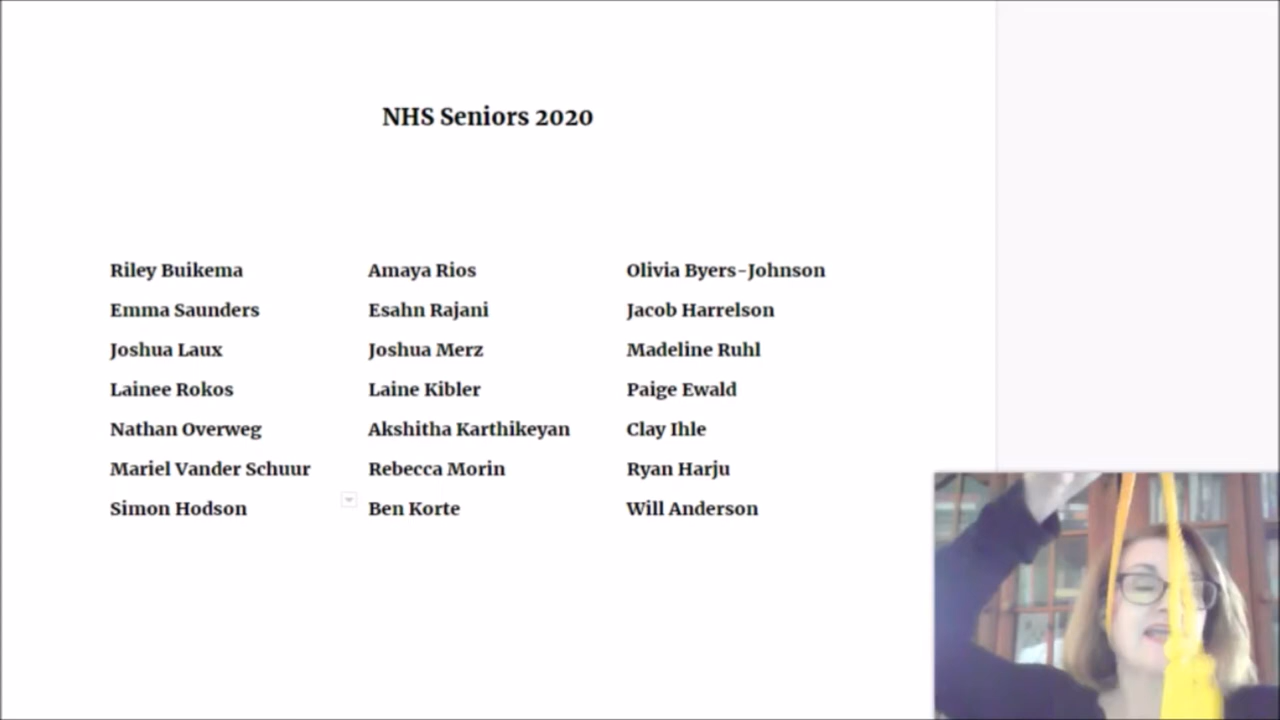 NHS Seniors 2020
Riley Buikema Amaya Rios Olivia Byers-Johnson
Emma Saunders Esahn Rajani Jacob Harrelson
Joshua Laux Joshua Merz Madeline Ruhl
Lainee Rokos Laine Kibler Paige Ewald
Nathan Overweg Akshitha Karthikeyan Clay Ihle
Mariel Vander Schuur Rebecca Morin Ryan Harju
Simon Hodson Ben Korte Will Anderson